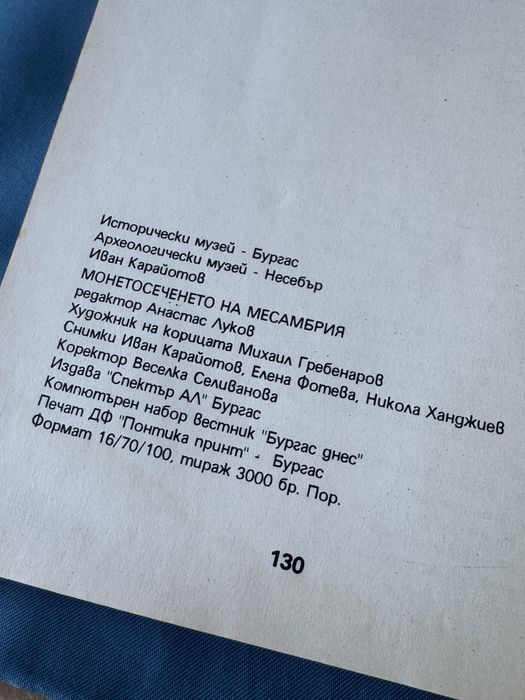 Исторически музей - Бургас
Археологически музей - Несебър
Иван Карайотов
МОНЕТОСЕЧЕНЕТО НА МЕСАМБРИЯ
редактор Анастас Луков
Художник на корицата Михаил Гребенаров
Снимки Иван Карайотов, Елена Фотева, Никола Ханджиев
Коректор Веселка Селиванова
Издава "Спектър АЛ" Бургас
Компютърен набор вестник "Бургас днес"
Печат ДФ "Понтика принт" - Бургас
Формат 16/70/100, тираж 3000 бр. Пор.
130